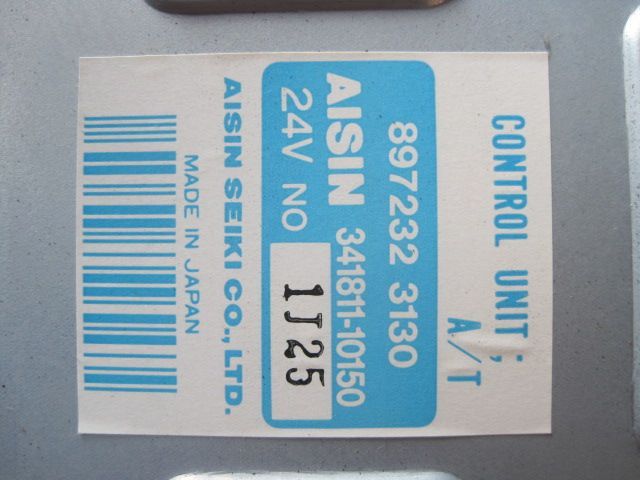 CONTROL UNIT;
A/T
897232 3130
AISIN 341811-10150
24V NO 1J25
AISIN SEIKI CO., LTD.
MADE IN JAPAN